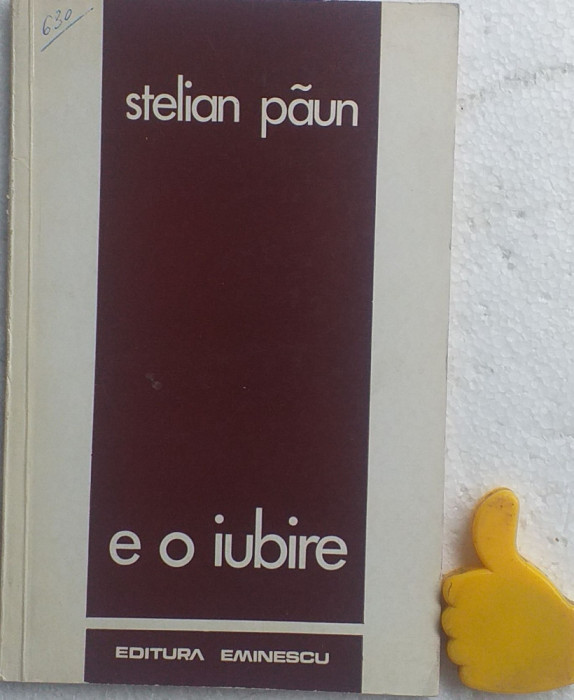 630
stelian pãun
e o iubire
EDITURA EMINESCU